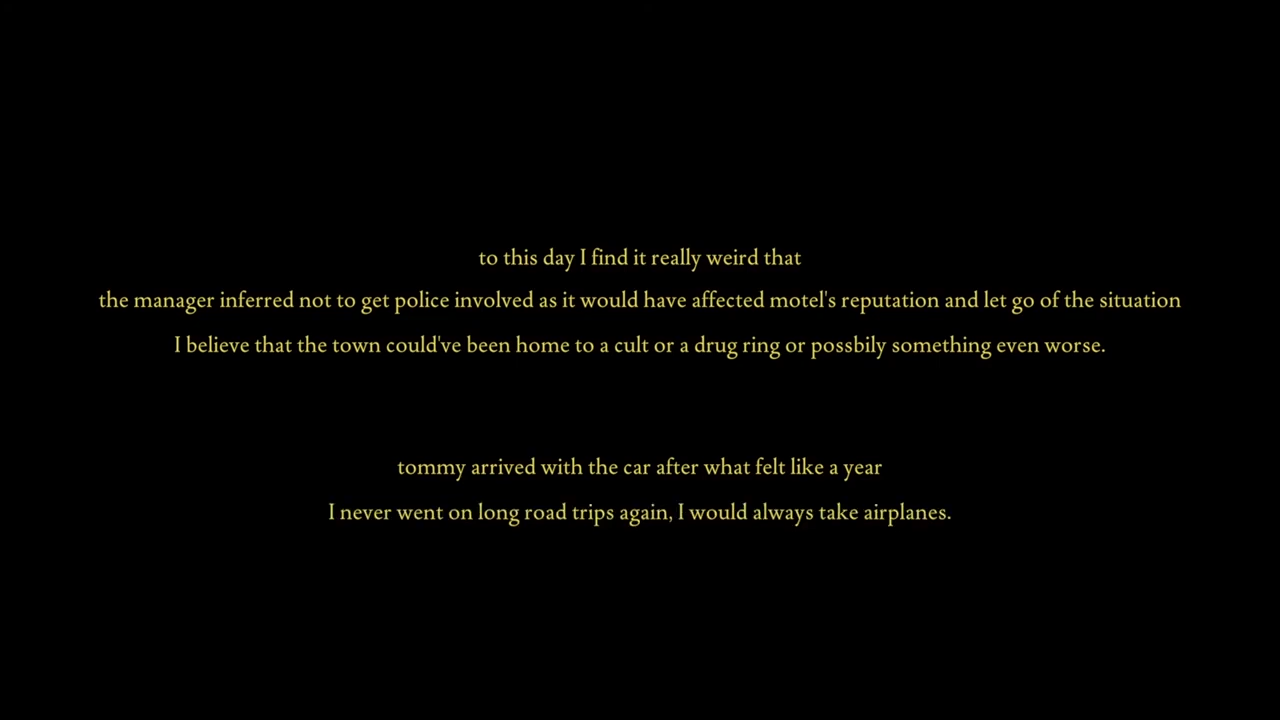 to this day I find it really weird that
the manager inferred not to get police involved as it would have affected motel's reputation and let go of the situation
I believe that the town could've been home to a cult or a drug ring or possbily something even worse.
tommy arrived with the car after what felt like a year
I never went on long road trips again, I would always take airplanes.